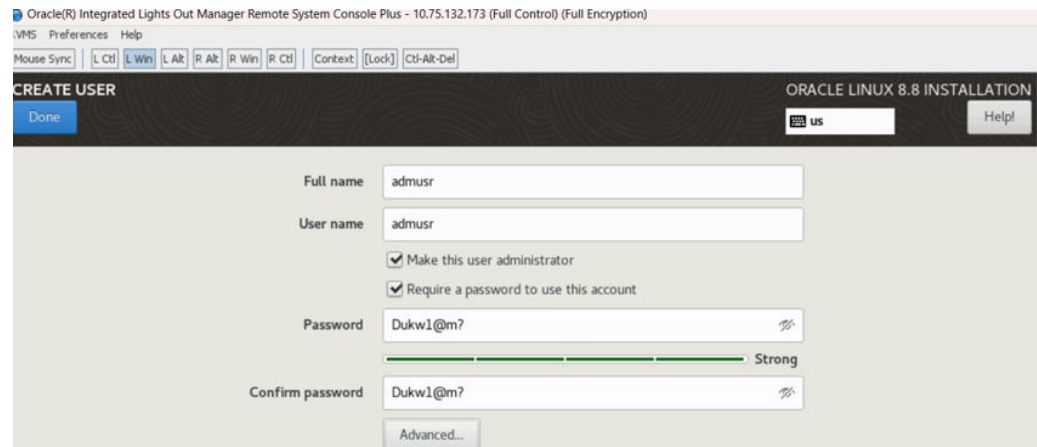 Oracle(R) Integrated Lights Out Manager Remote System Console Plus - 10.75.132.173 (Full Control) (Full Encryption)
KVMS Preferences Help
Mouse Sync L Ctl L Win L Alt R Alt R Win R Ctl Context [Lock] Ctl-Alt-Del
CREATE USER ORACLE LINUX 8.8 INSTALLATION
Done us Help!
Full name admusr
User name admusr
Make this user administrator
Require a password to use this account
Password Dukw1@m?
Strong
Confirm password Dukw1@m?
Advanced...